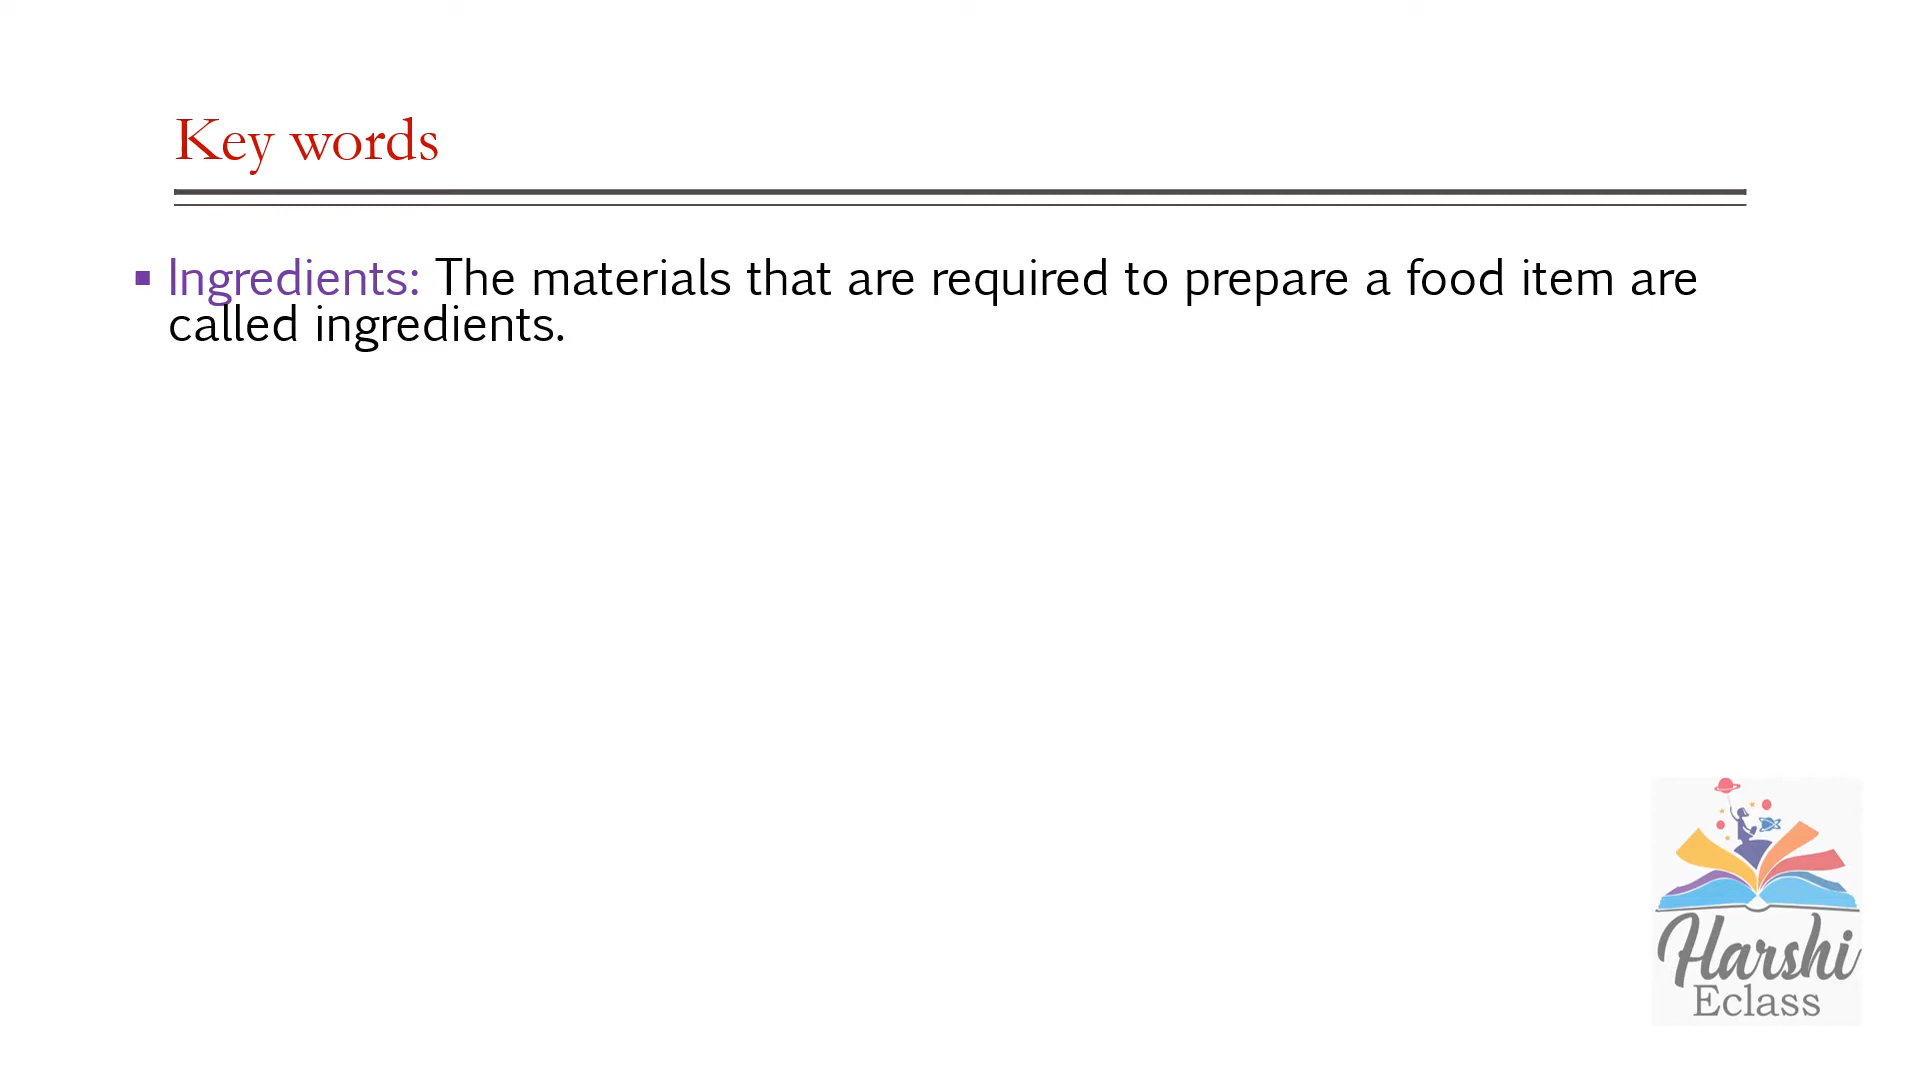 Key words
▪ Ingredients: The materials that are required to prepare a food item are
called ingredients.
Harshi
Eclass